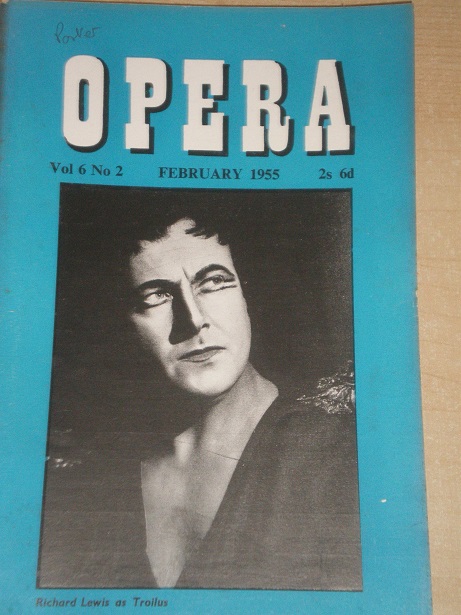 OPERA
Vol 6 No 2 FEBRUARY 1955 2s 6d
Richard Lewis as Troilus